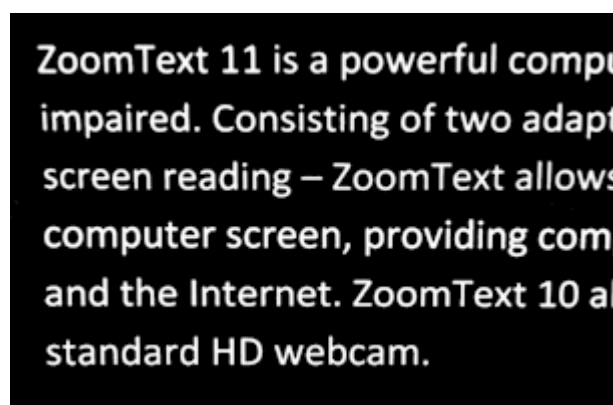 ZoomText 11 is a powerful compu
impaired. Consisting of two adapt
screen reading – ZoomText allows
computer screen, providing com
and the Internet. ZoomText 10 al
standard HD webcam.